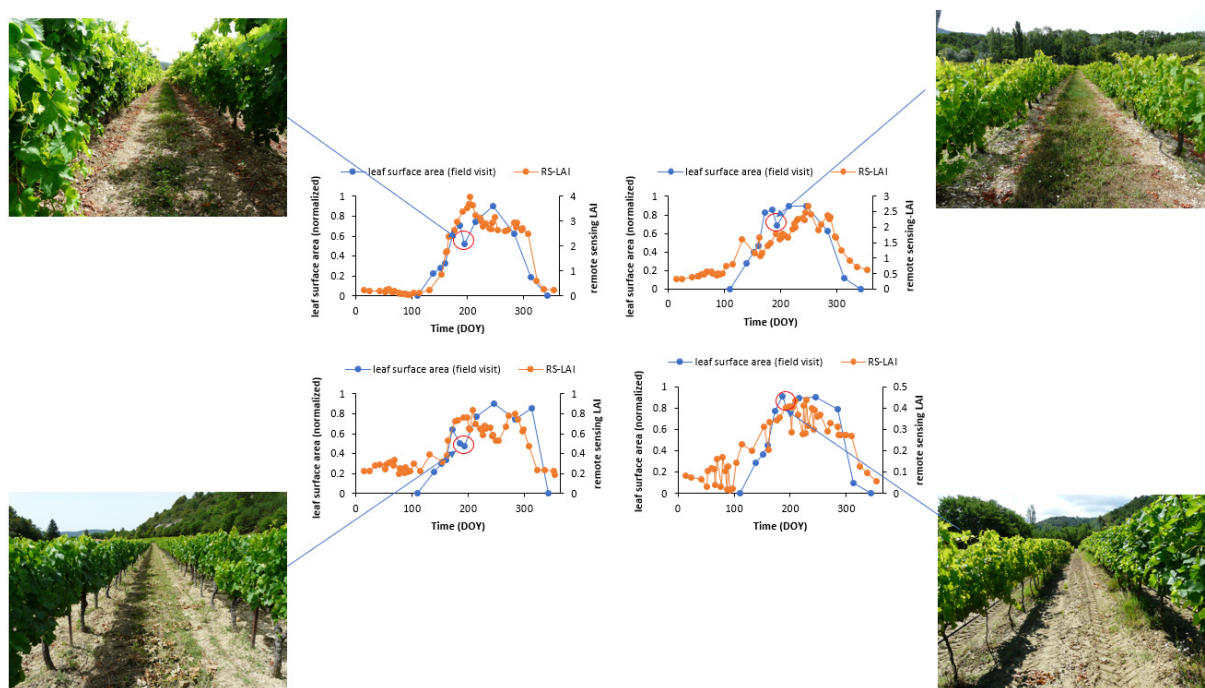 leaf surface area (field visit) RS-LAI
leaf surface area (normalized)
1
0.8
0.6
0.4
0.2
0
4
3
2
1
0
remote sensing LAI
0 100 200 300
Time (DOY)
leaf surface area (field visit) RS-LAI
leaf surface area (normalized)
1
0.8
0.6
0.4
0.2
0
3
2.5
2
1.5
1
0.5
0
remote sensing-LAI
0 100 200 300
Time (DOY)
leaf surface area (field visit) RS-LAI
leaf surface area (normalized)
1
0.8
0.6
0.4
0.2
0
1
0.8
0.6
0.4
0.2
0
remote sensing LAI
0 100 200 300
Time (DOY)
leaf surface area (field visit) RS-LAI
leaf surface area (normalized)
1
0.8
0.6
0.4
0.2
0
0.5
0.4
0.3
0.2
0.1
0
remote sensing LAI
0 100 200 300
Time (DOY)